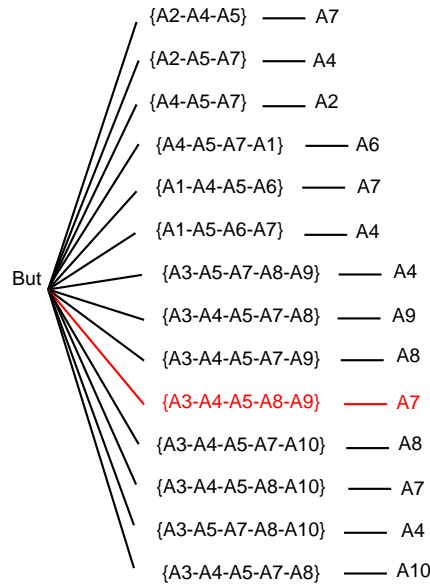 {A2-A4-A5} A7
{A2-A5-A7} A4
{A4-A5-A7} A2
{A4-A5-A7-A1} A6
{A1-A4-A5-A6} A7
{A1-A5-A6-A7} A4
But
{A3-A5-A7-A8-A9} A4
{A3-A4-A5-A7-A8} A9
{A3-A4-A5-A7-A9} A8
{A3-A4-A5-A8-A9} A7
{A3-A4-A5-A7-A10} A8
{A3-A4-A5-A8-A10} A7
{A3-A5-A7-A8-A10} A4
{A3-A4-A5-A7-A8} A10